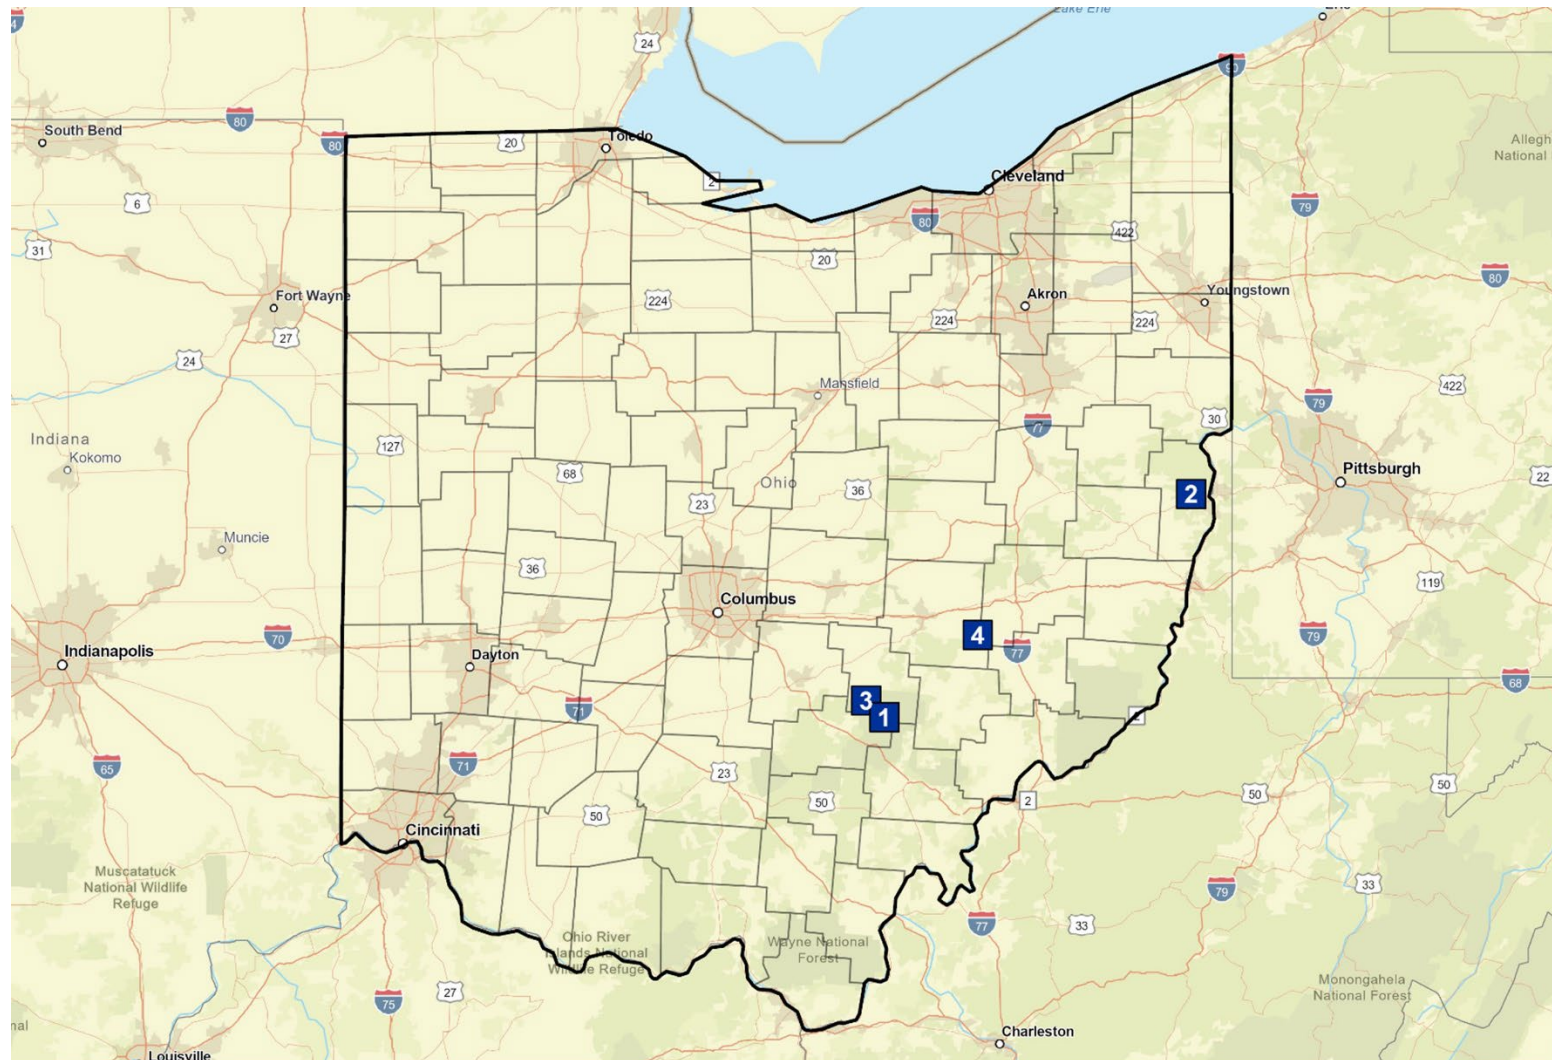 Lake Erie
24
90
South Bend
80
80
20
Toledo
2
Cleveland
80
Allegh
National
6
79
31
422
20
80
Fort Wayne
224
Akron
Youngstown
27
224
224
24
Mansfield
422
79
77
30
Indiana
Kokomo
127
Ohio
Pittsburgh
68
36
22
23
2
Muncie
36
119
Columbus
70
4
79
Indianapolis
Dayton
77
68
3
71
1
2
65
71
23
50
50
50
50
2
Cincinnati
Muscatatuck
National Wildlife
Refuge
79
33
77
33
Ohio River
Islands National
Wildlife Refuge
Wayne National
Forest
27
75
Monongahela
National Forest
nal
Charleston
Louisville